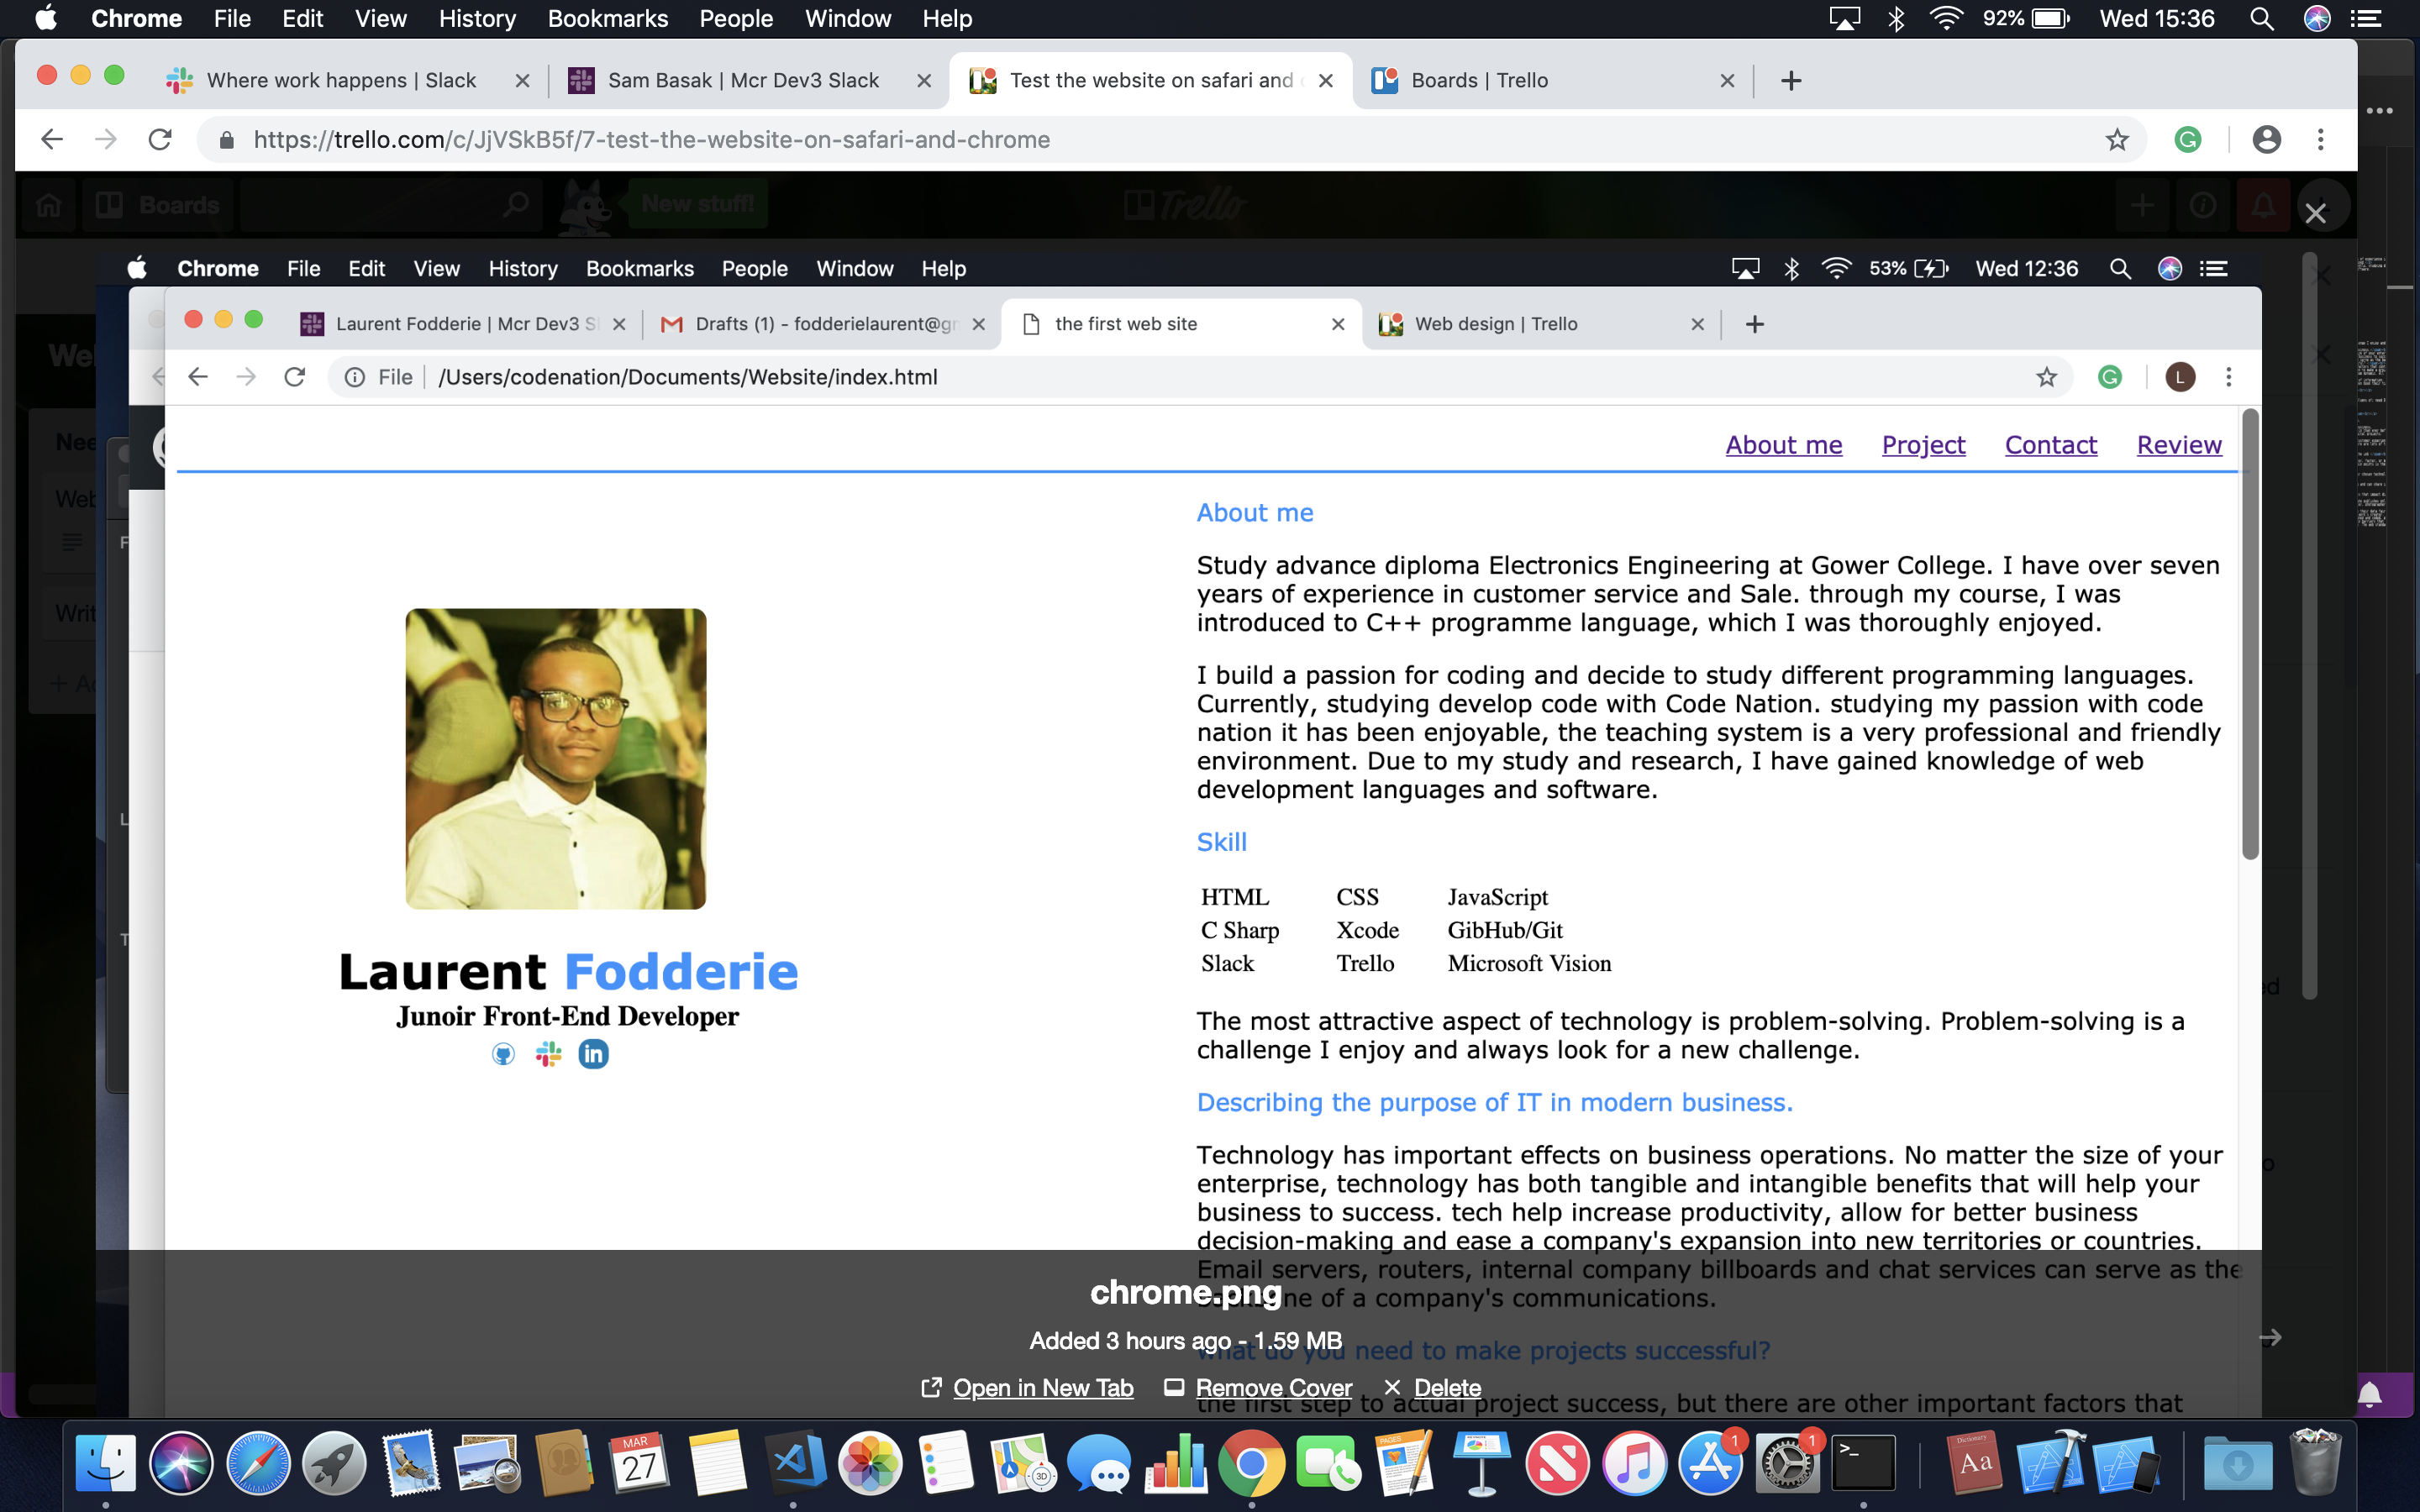 Chrome File Edit View History Bookmarks People Window Help 92% Wed 15:36
Where work happens | Slack Sam Basak | Mcr Dev3 Slack Test the website on safari and Boards | Trello
https://trello.com/c/JjVSkB5f/7-test-the-website-on-safari-and-chrome
Boards New stuff! Trello
Chrome File Edit View History Bookmarks People Window Help 53% Wed 12:36
Laurent Fodderie | Mcr Dev3 S Drafts (1) - fodderielaurent@gm the first web site Web design | Trello
File /Users/codenation/Documents/Website/index.html L
About me Project Contact Review
About me
Study advance diploma Electronics Engineering at Gower College. I have over seven
years of experience in customer service and Sale. through my course, I was
introduced to C++ programme language, which I was thoroughly enjoyed.
I build a passion for coding and decide to study different programming languages.
Currently, studying develop code with Code Nation. studying my passion with code
nation it has been enjoyable, the teaching system is a very professional and friendly
environment. Due to my study and research, I have gained knowledge of web
development languages and software.
Skill
HTML CSS JavaScript
C Sharp Xcode GibHub/Git
Slack Trello Microsoft Vision
Laurent Fodderie
Junoir Front-End Developer
in
The most attractive aspect of technology is problem-solving. Problem-solving is a
challenge I enjoy and always look for a new challenge.
Describing the purpose of IT in modern business.
Technology has important effects on business operations. No matter the size of your
enterprise, technology has both tangible and intangible benefits that will help your
business to success. tech help increase productivity, allow for better business
decision-making and ease a company's expansion into new territories or countries.
Email servers, routers, internal company billboards and chat services can serve as the
ne of a company's communications.
what do you need to make projects successful?
the first step to actual project success, but there are other important factors that
chrome.png
Added 3 hours ago - 1.59 MB
Open in New Tab Remove Cover Delete
MAR
27
PAGES
3D
1
1
>_
Dictionary
Aa